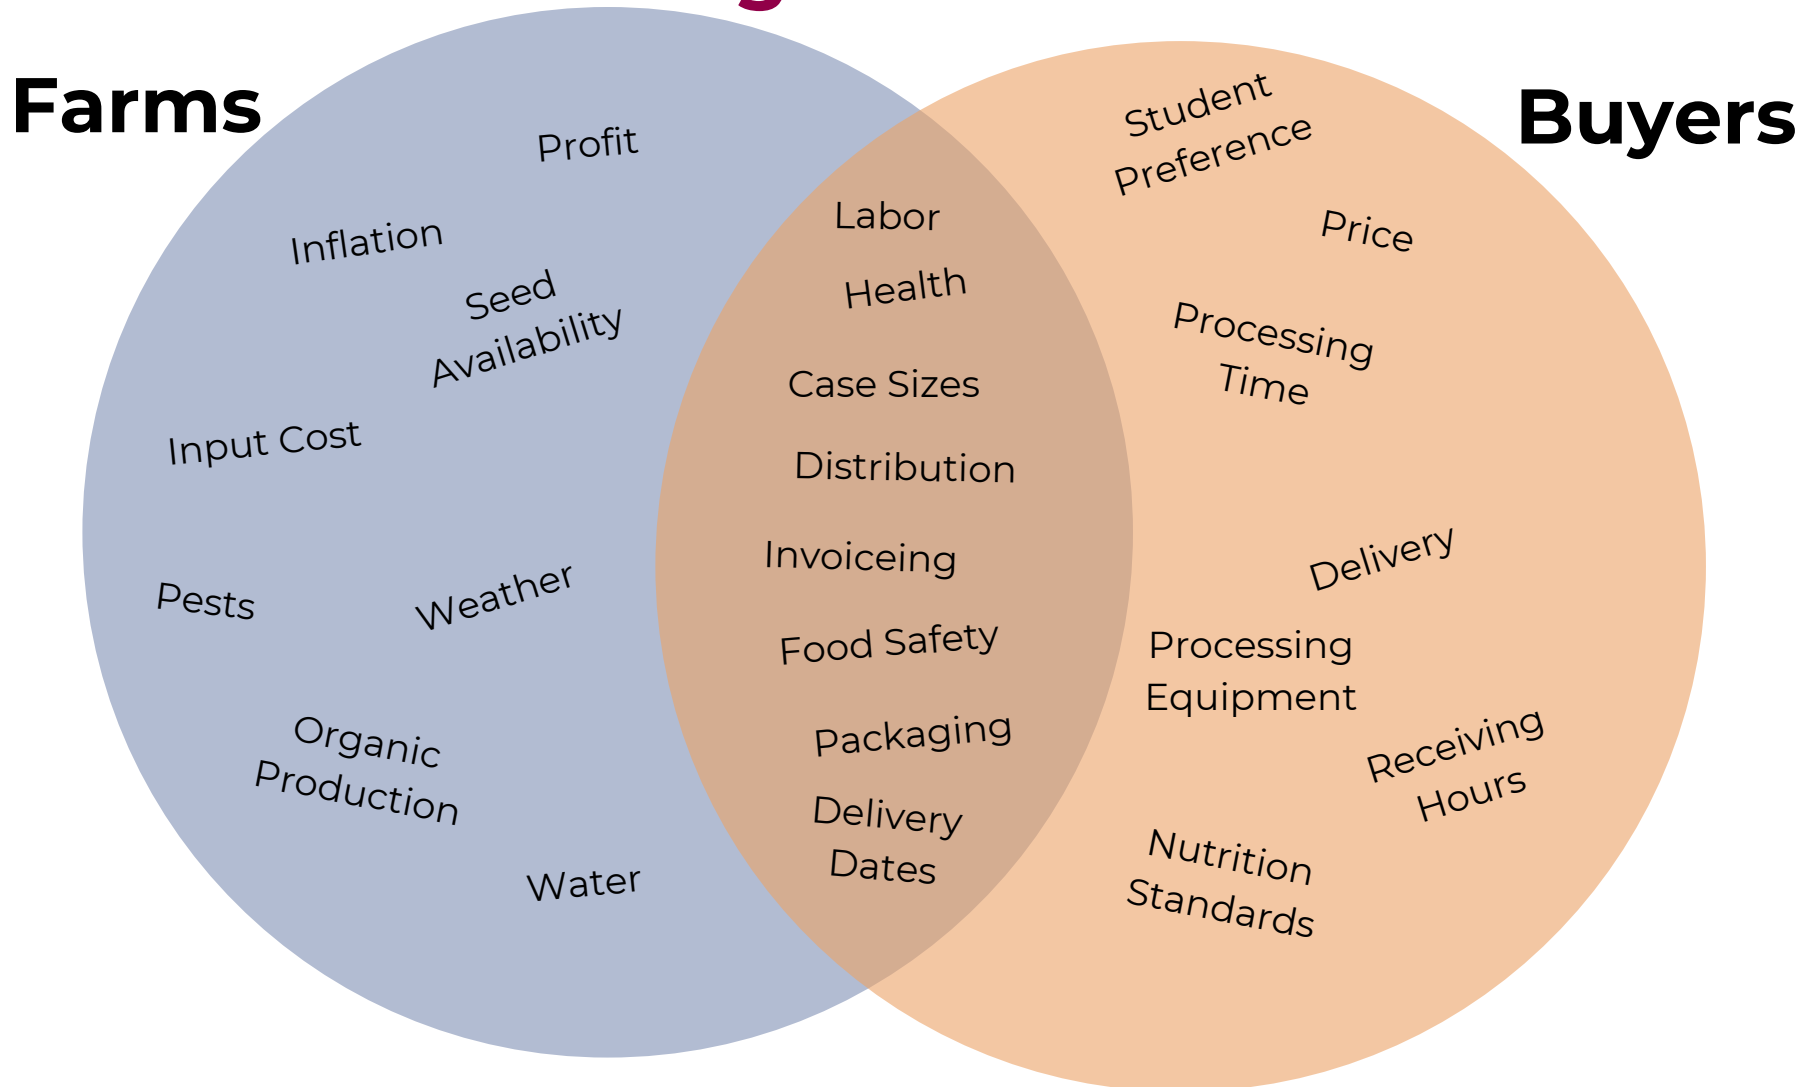 Farms
Buyers
Profit
Inflation
Seed
Availability
Input Cost
Pests
Weather
Organic
Production
Water
Labor
Health
Case Sizes
Distribution
Invoiceing
Food Safety
Packaging
Delivery
Dates
Student
Preference
Price
Processing
Time
Delivery
Processing
Equipment
Receiving
Hours
Nutrition
Standards